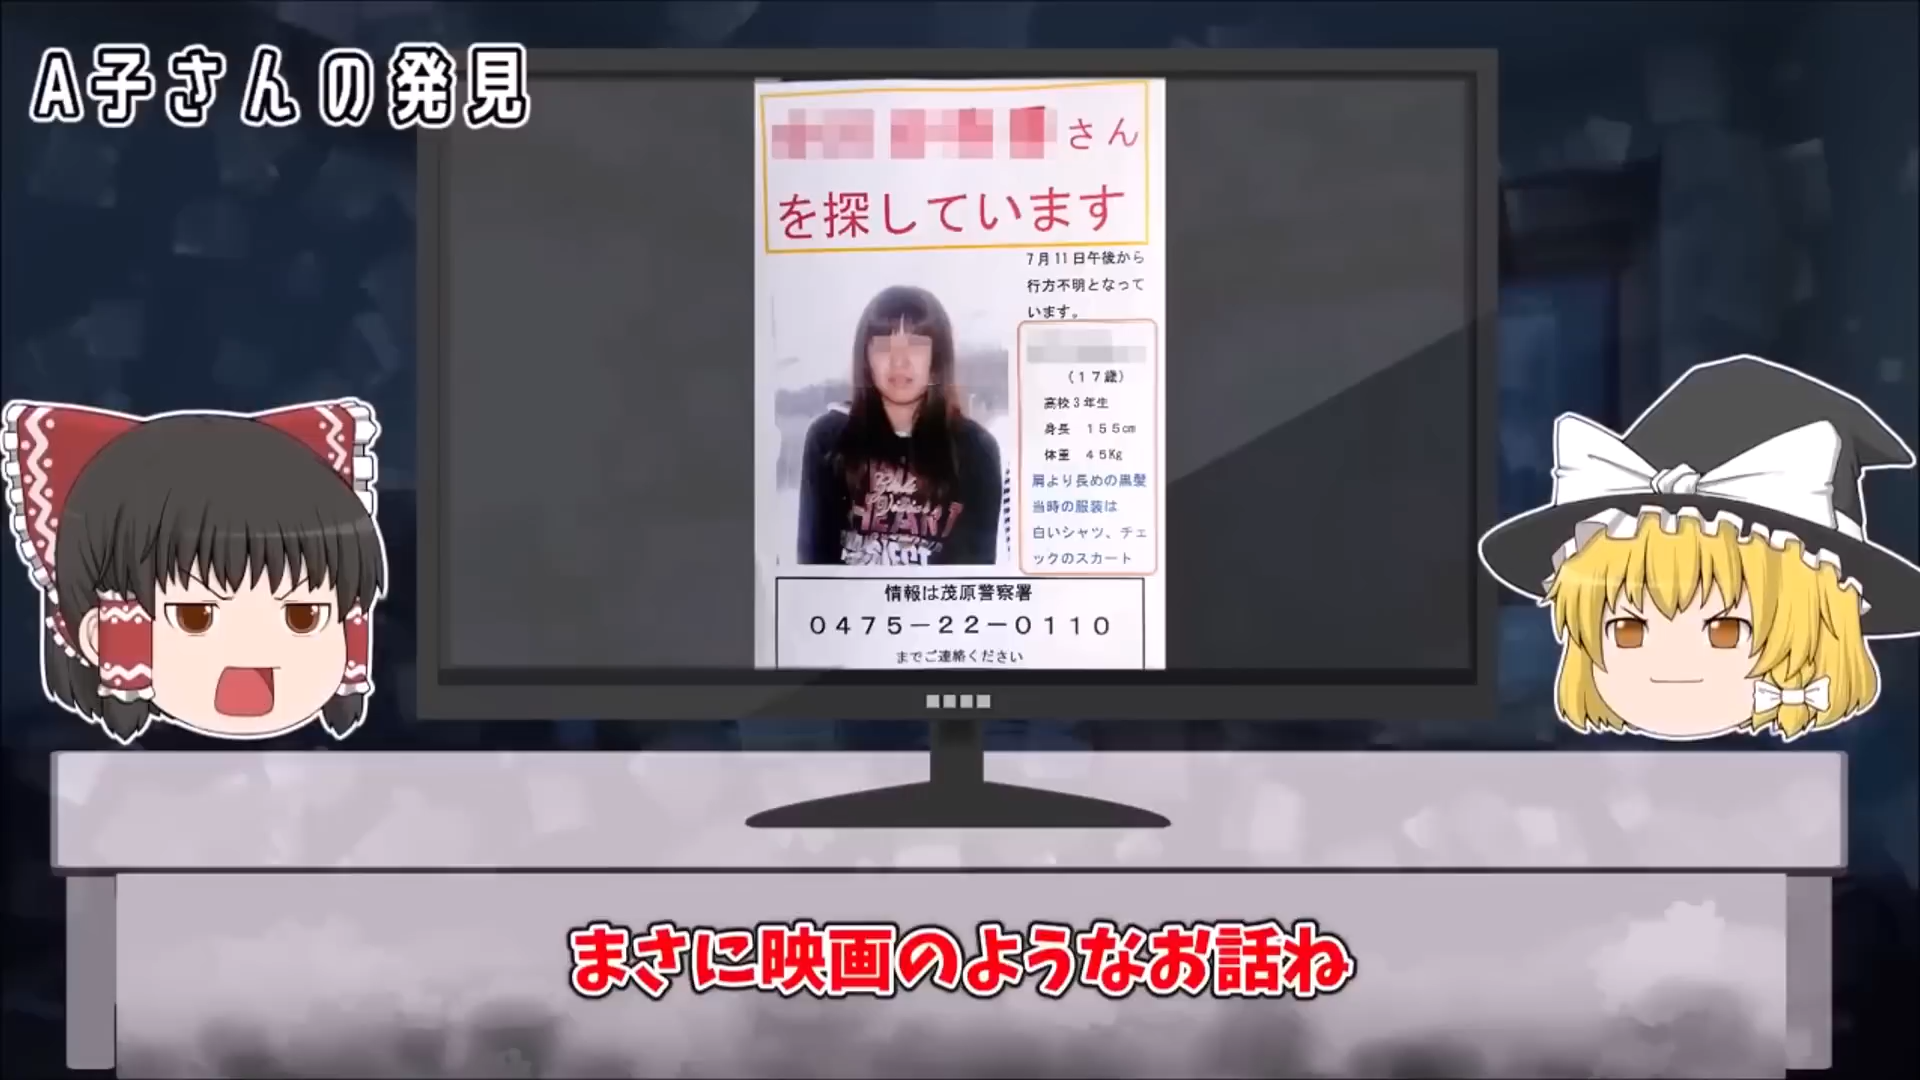 A子さんの発見
さん
を探しています
7月11日午後から
行方不明となって
います。
（17歳）
高校3年生
身長 155㎝
体重 45Kg
肩より長めの黒髪
当時の服装は
白いシャツ、チェ
ックのスカート
HEART
情報は茂原警察署
0475－22－0110
までご連絡ください
まさに映画のようなお話ね